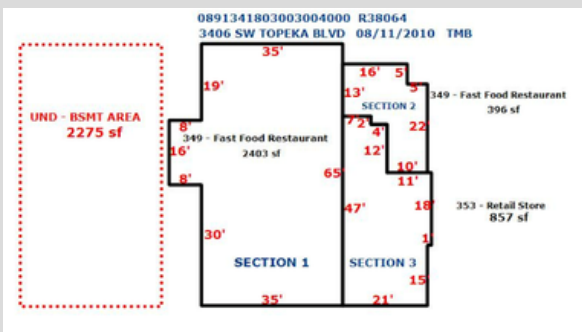 0891341803003004000 R38064
3406 SW TOPEKA BLVD 08/11/2010 TMB
35'
16' 5
5'
19'
13'
349 - Fast Food Restaurant
396 sf
SECTION 2
UND - BSMT AREA
2275 sf
8'
7' 2'
4'
22'
349 - Fast Food Restaurant
2403 sf
16'
12'
65'
10'
8'
11'
47'
18'
353 - Retail Store
857 sf
30'
1'
SECTION 1
SECTION 3
15'
35'
21'